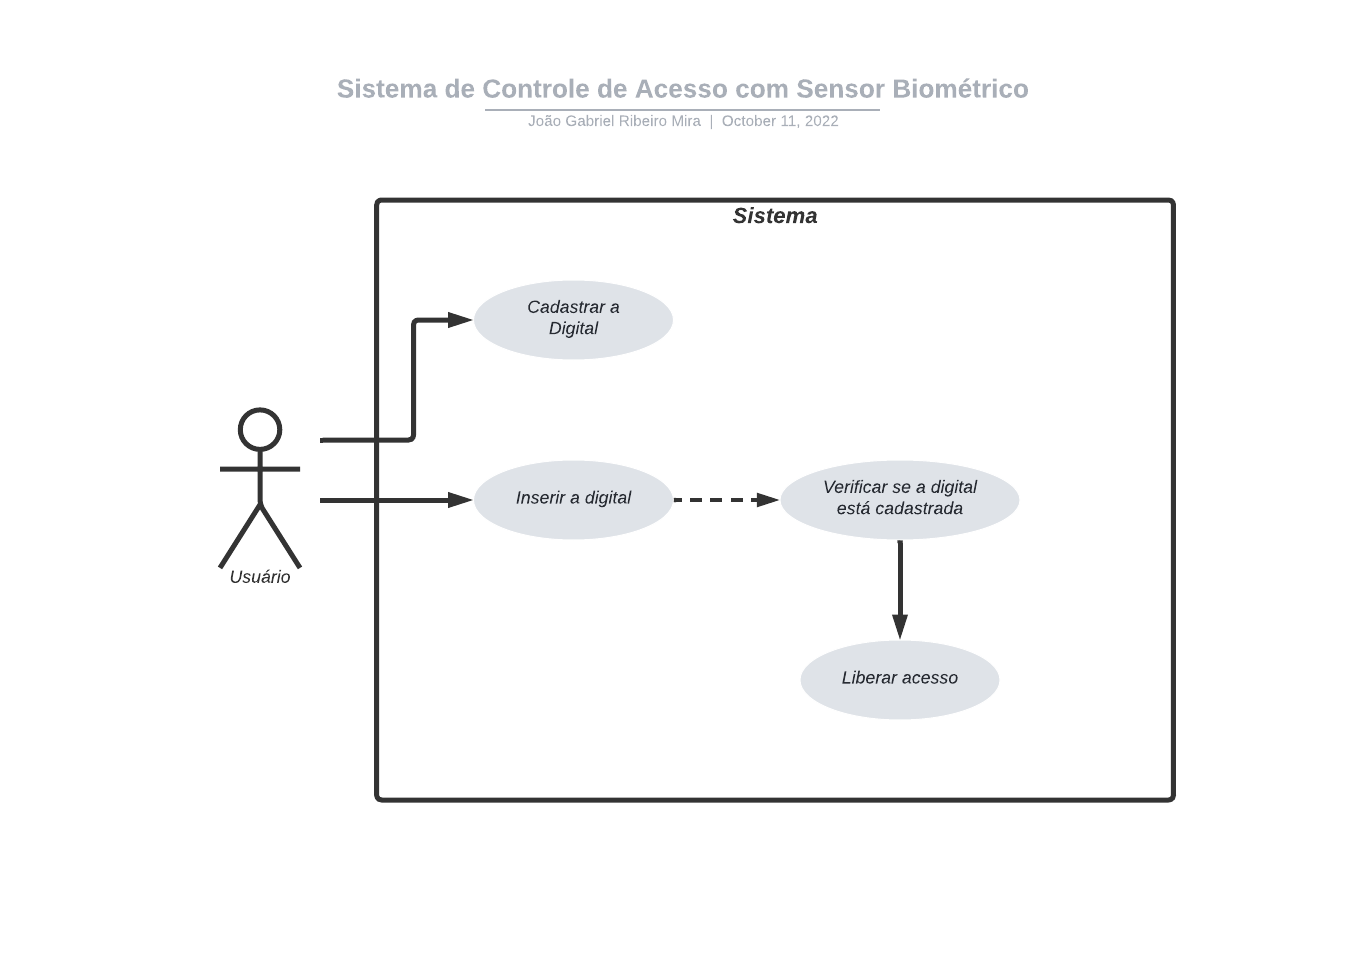 Sistema de Controle de Acesso com Sensor Biométrico
João Gabriel Ribeiro Mira | October 11, 2022
Sistema
Cadastrar a
Digital
Inserir a digital
Verificar se a digital
está cadastrada
Usuário
Liberar acesso